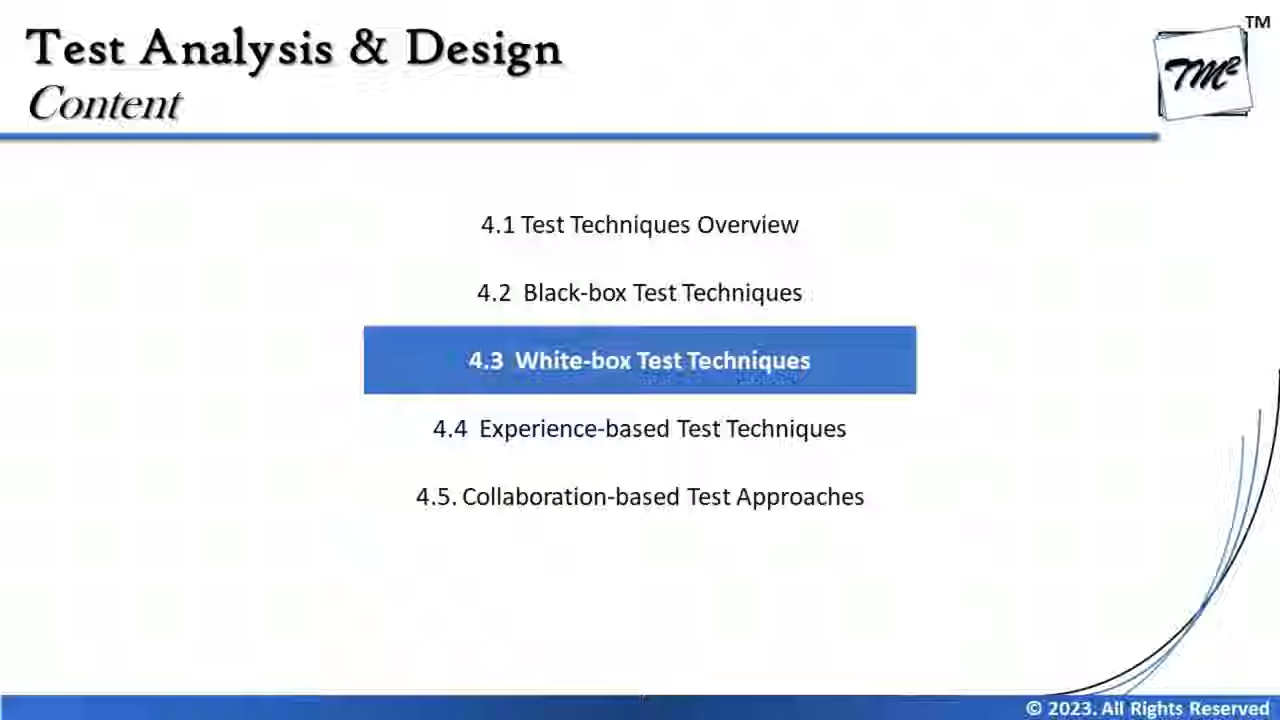 Test Analysis & Design
Content
TM
TM²
4.1 Test Techniques Overview
4.2 Black-box Test Techniques
4.3 White-box Test Techniques
4.4 Experience-based Test Techniques
4.5. Collaboration-based Test Approaches
© 2023. All Rights Reserved